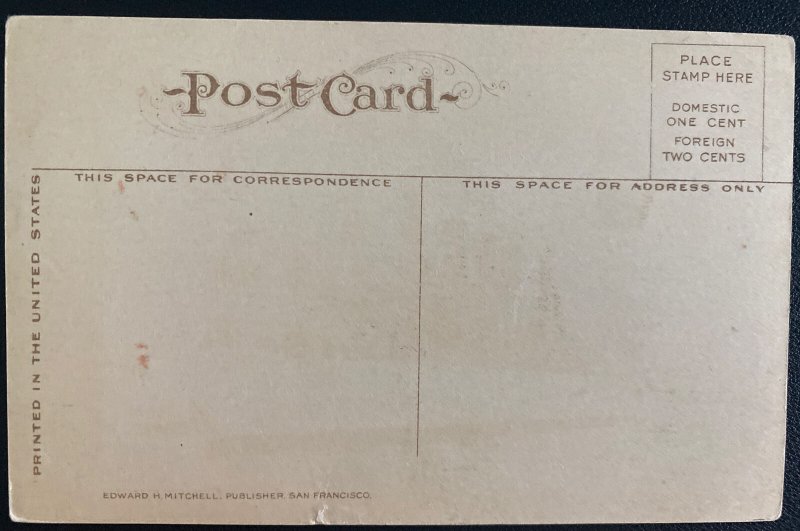 Post Card
PLACE
STAMP HERE
DOMESTIC
ONE CENT
FOREIGN
TWO CENTS
THIS SPACE FOR CORRESPONDENCE
THIS SPACE FOR ADDRESS ONLY
PRINTED IN THE UNITED STATES
EDWARD H. MITCHELL, PUBLISHER, SAN FRANCISCO.